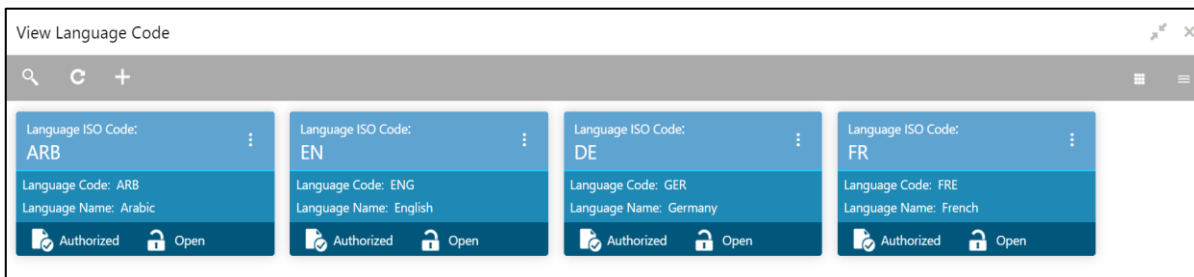 View Language Code
Language ISO Code:
ARB
Language Code: ARB
Language Name: Arabic
Authorized Open
Language ISO Code:
EN
Language Code: ENG
Language Name: English
Authorized Open
Language ISO Code:
DE
Language Code: GER
Language Name: Germany
Authorized Open
Language ISO Code:
FR
Language Code: FRE
Language Name: French
Authorized Open